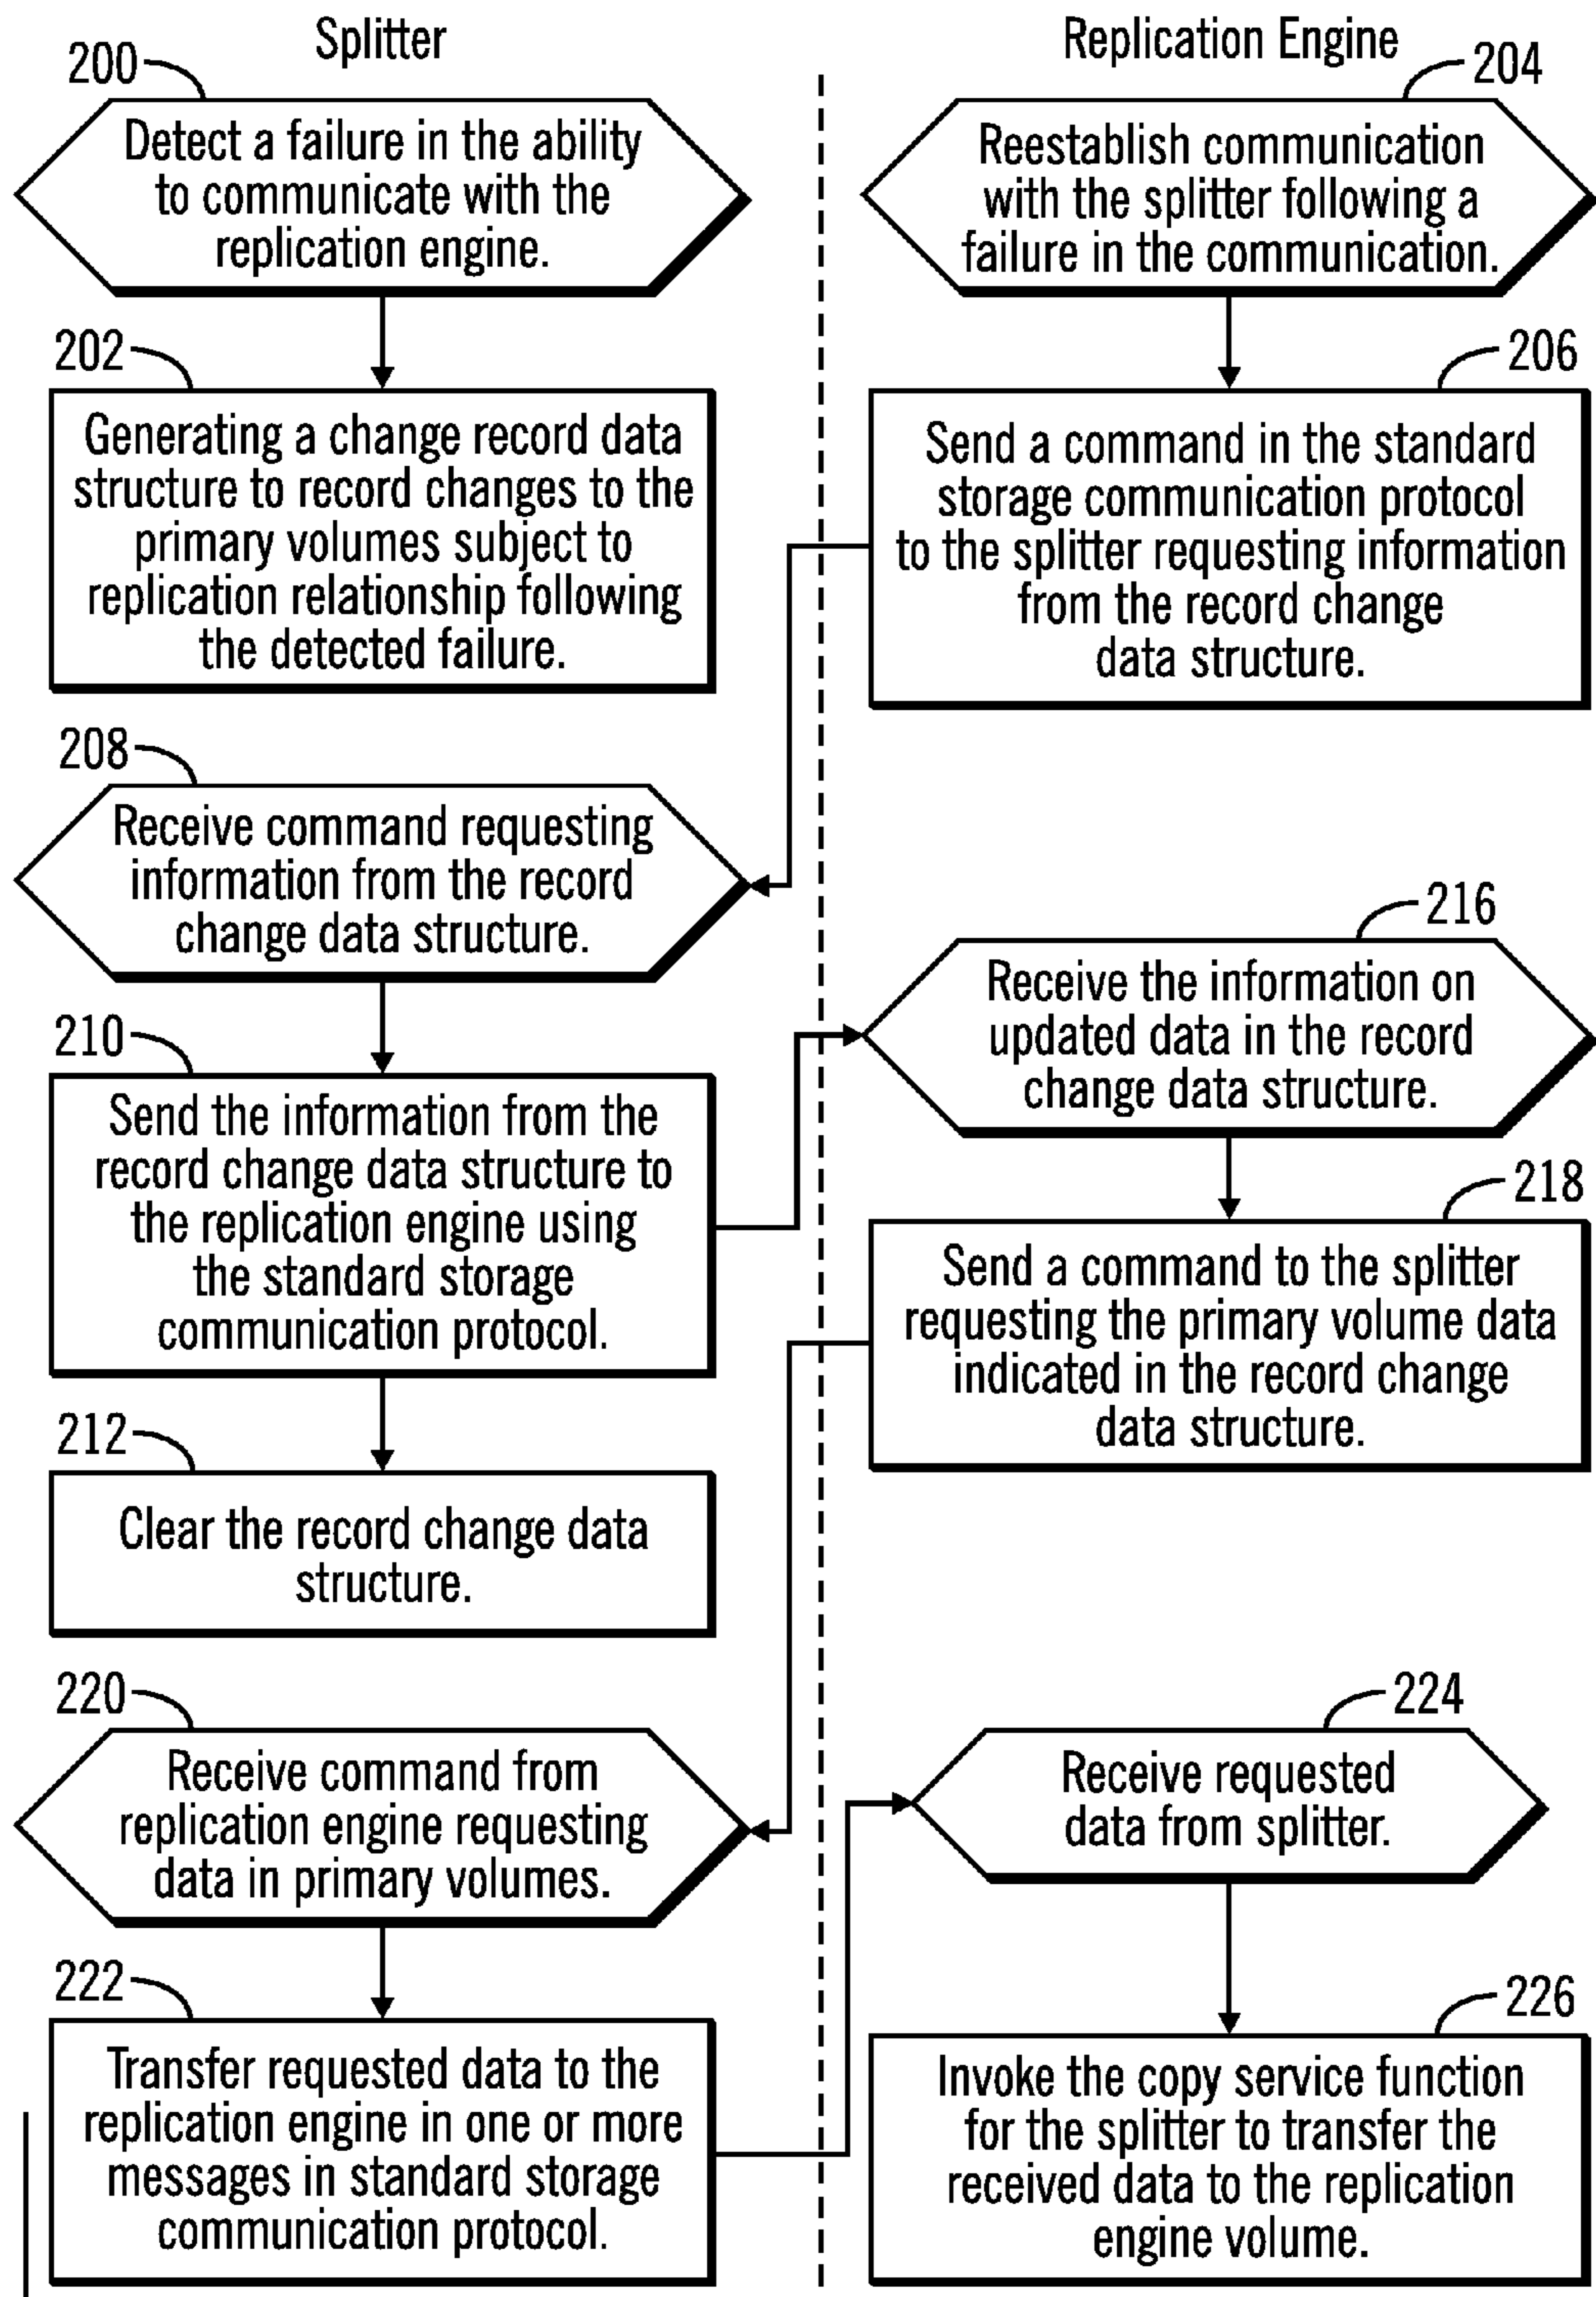 Splitter
Replication Engine
200
Detect a failure in the ability
to communicate with the
replication engine.
204
Reestablish communication
with the splitter following a
failure in the communication.
202
Generating a change record data
structure to record changes to the
primary volumes subject to
replication relationship following
the detected failure.
206
Send a command in the standard
storage communication protocol
to the splitter requesting information
from the record change
data structure.
208
Receive command requesting
information from the record
change data structure.
210
Send the information from the
record change data structure to
the replication engine using
the standard storage
communication protocol.
216
Receive the information on
updated data in the record
change data structure.
212
Clear the record change data
structure.
218
Send a command to the splitter
requesting the primary volume data
indicated in the record change
data structure.
220
Receive command from
replication engine requesting
data in primary volumes.
222
Transfer requested data to the
replication engine in one or more
messages in standard storage
communication protocol.
224
Receive requested
data from splitter.
226
Invoke the copy service function
for the splitter to transfer the
received data to the replication
engine volume.